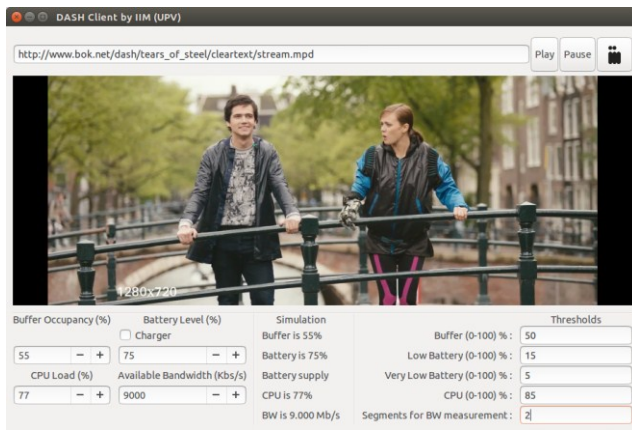 DASH Client by IIM (UPV)
http://www.bok.net/dash/tears_of_steel/cleartext/stream.mpd
Play Pause
1280x720
Buffer Occupancy (%) Battery Level (%) Simulation Thresholds
Charger Buffer is 55% Buffer (0-100) % : 50
55 - + 75 - + Battery is 75% Low Battery (0-100) % : 15
CPU Load (%) Available Bandwidth (Kbs/s) Battery supply Very Low Battery (0-100) % : 5
77 - + 9000 - + CPU is 77% CPU (0-100) % : 85
BW is 9.000 Mb/s Segments for BW measurement : 2